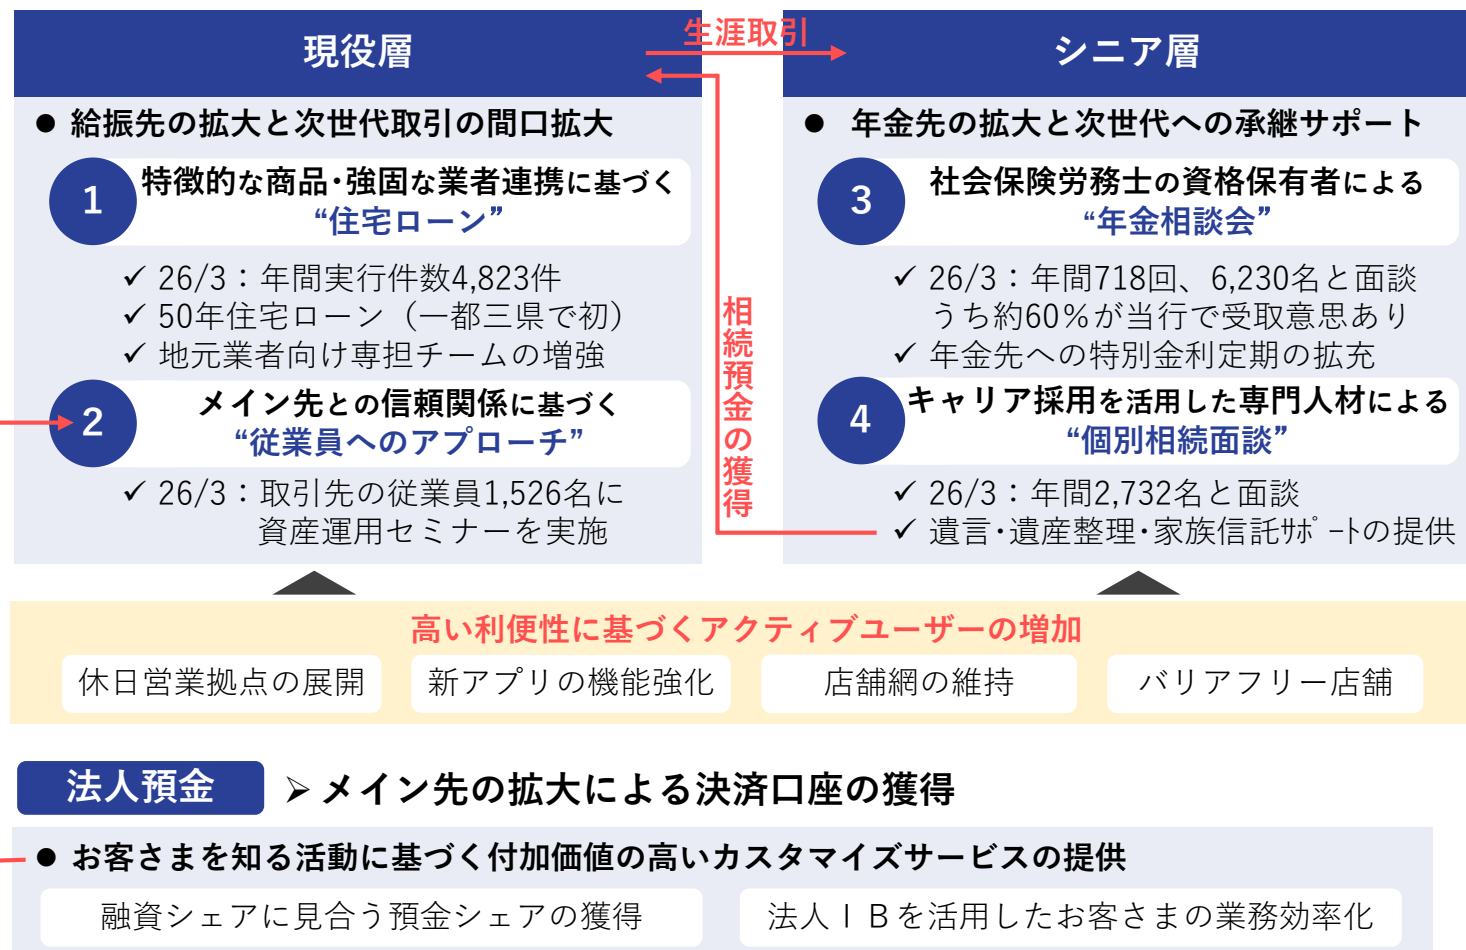 現役層
生涯取引
シニア層
● 給振先の拡大と次世代取引の間口拡大
1
特徴的な商品・強固な業者連携に基づく
“住宅ローン”
✓ 26/3：年間実行件数4,823件
✓ 50年住宅ローン（一都三県で初）
✓ 地元業者向け専担チームの増強
2
メイン先との信頼関係に基づく
“従業員へのアプローチ”
✓ 26/3：取引先の従業員1,526名に
資産運用セミナーを実施
相続預金の獲得
● 年金先の拡大と次世代への承継サポート
3
社会保険労務士の資格保有者による
“年金相談会”
✓ 26/3：年間718回、6,230名と面談
うち約60％が当行で受取意思あり
✓ 年金先への特別金利定期の拡充
4
キャリア採用を活用した専門人材による
“個別相続面談”
✓ 26/3：年間2,732名と面談
✓ 遺言・遺産整理・家族信託ｻﾎﾟｰﾄの提供
高い利便性に基づくアクティブユーザーの増加
休日営業拠点の展開
新アプリの機能強化
店舗網の維持
バリアフリー店舗
法人預金
➢ メイン先の拡大による決済口座の獲得
● お客さまを知る活動に基づく付加価値の高いカスタマイズサービスの提供
融資シェアに見合う預金シェアの獲得
法人ＩＢを活用したお客さまの業務効率化